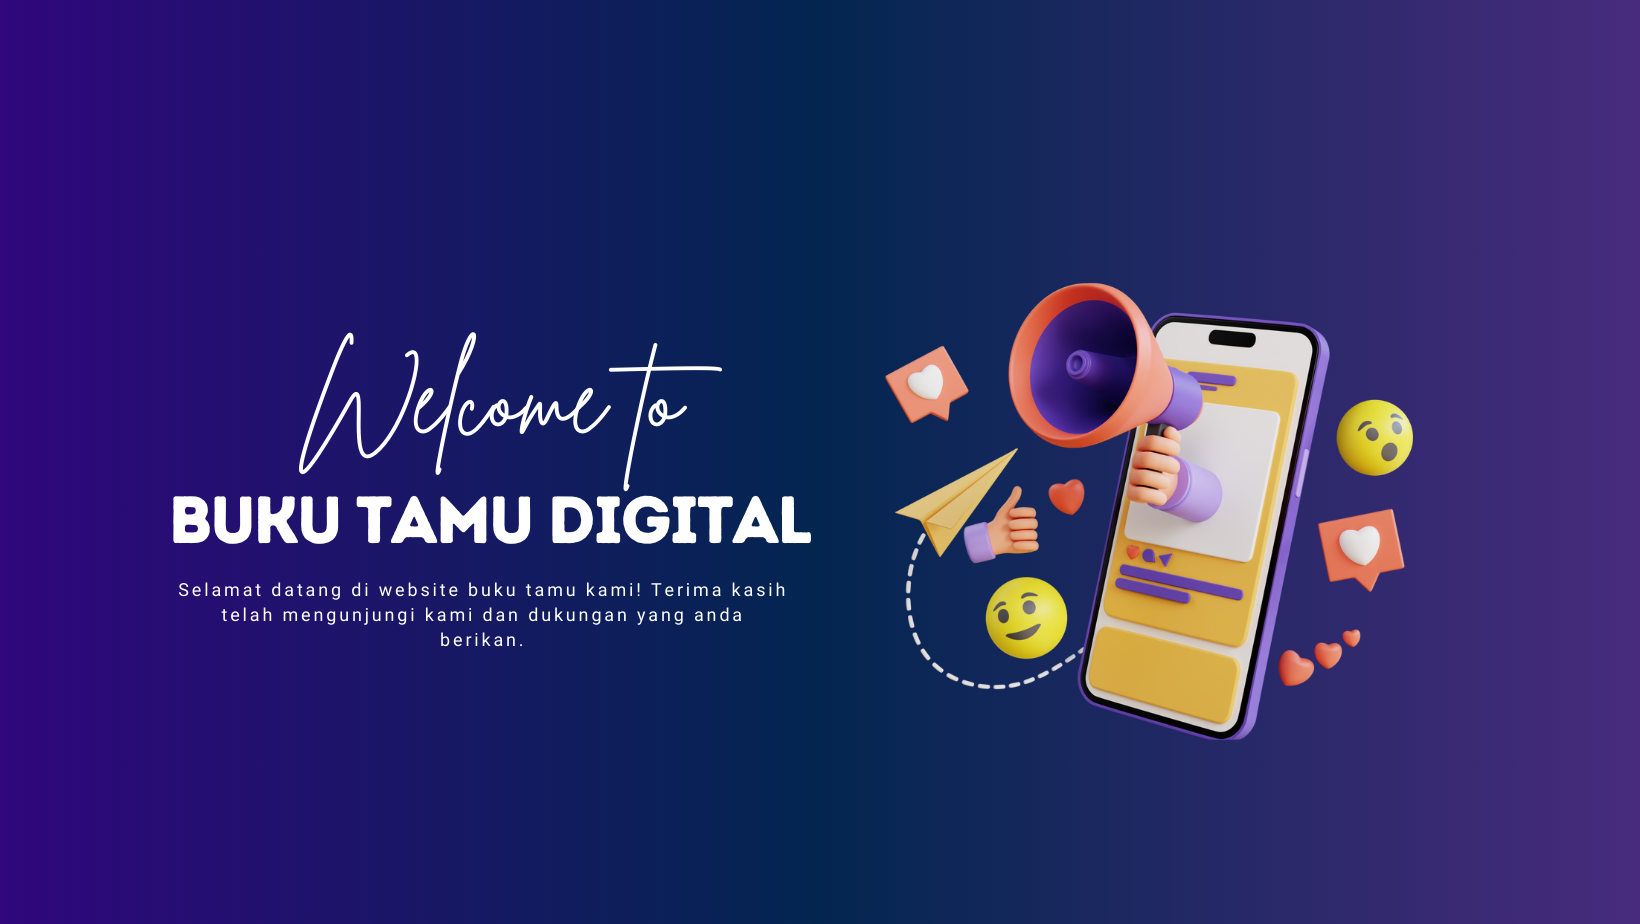 Welcome to
BUKU TAMU DIGITAL
Selamat datang di website buku tamu kami! Terima kasih
telah mengunjungi kami dan dukungan yang anda
berikan.